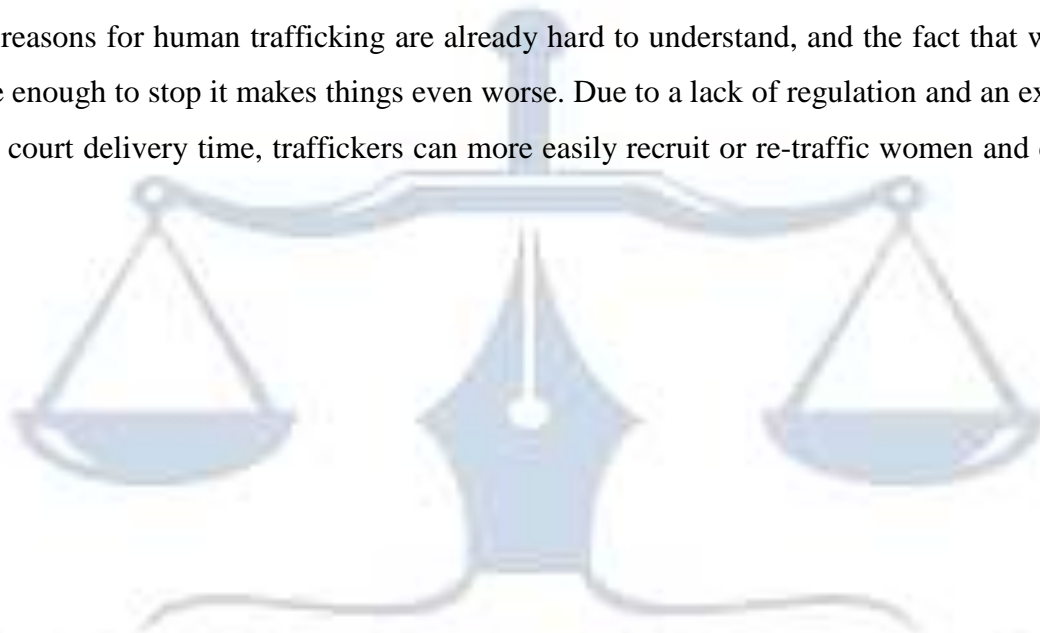 reasons for human trafficking are already hard to understand, and the fact that
enough to stop it makes things even worse. Due to a lack of regulation and an
court delivery time, traffickers can more easily recruit or re-traffic women and